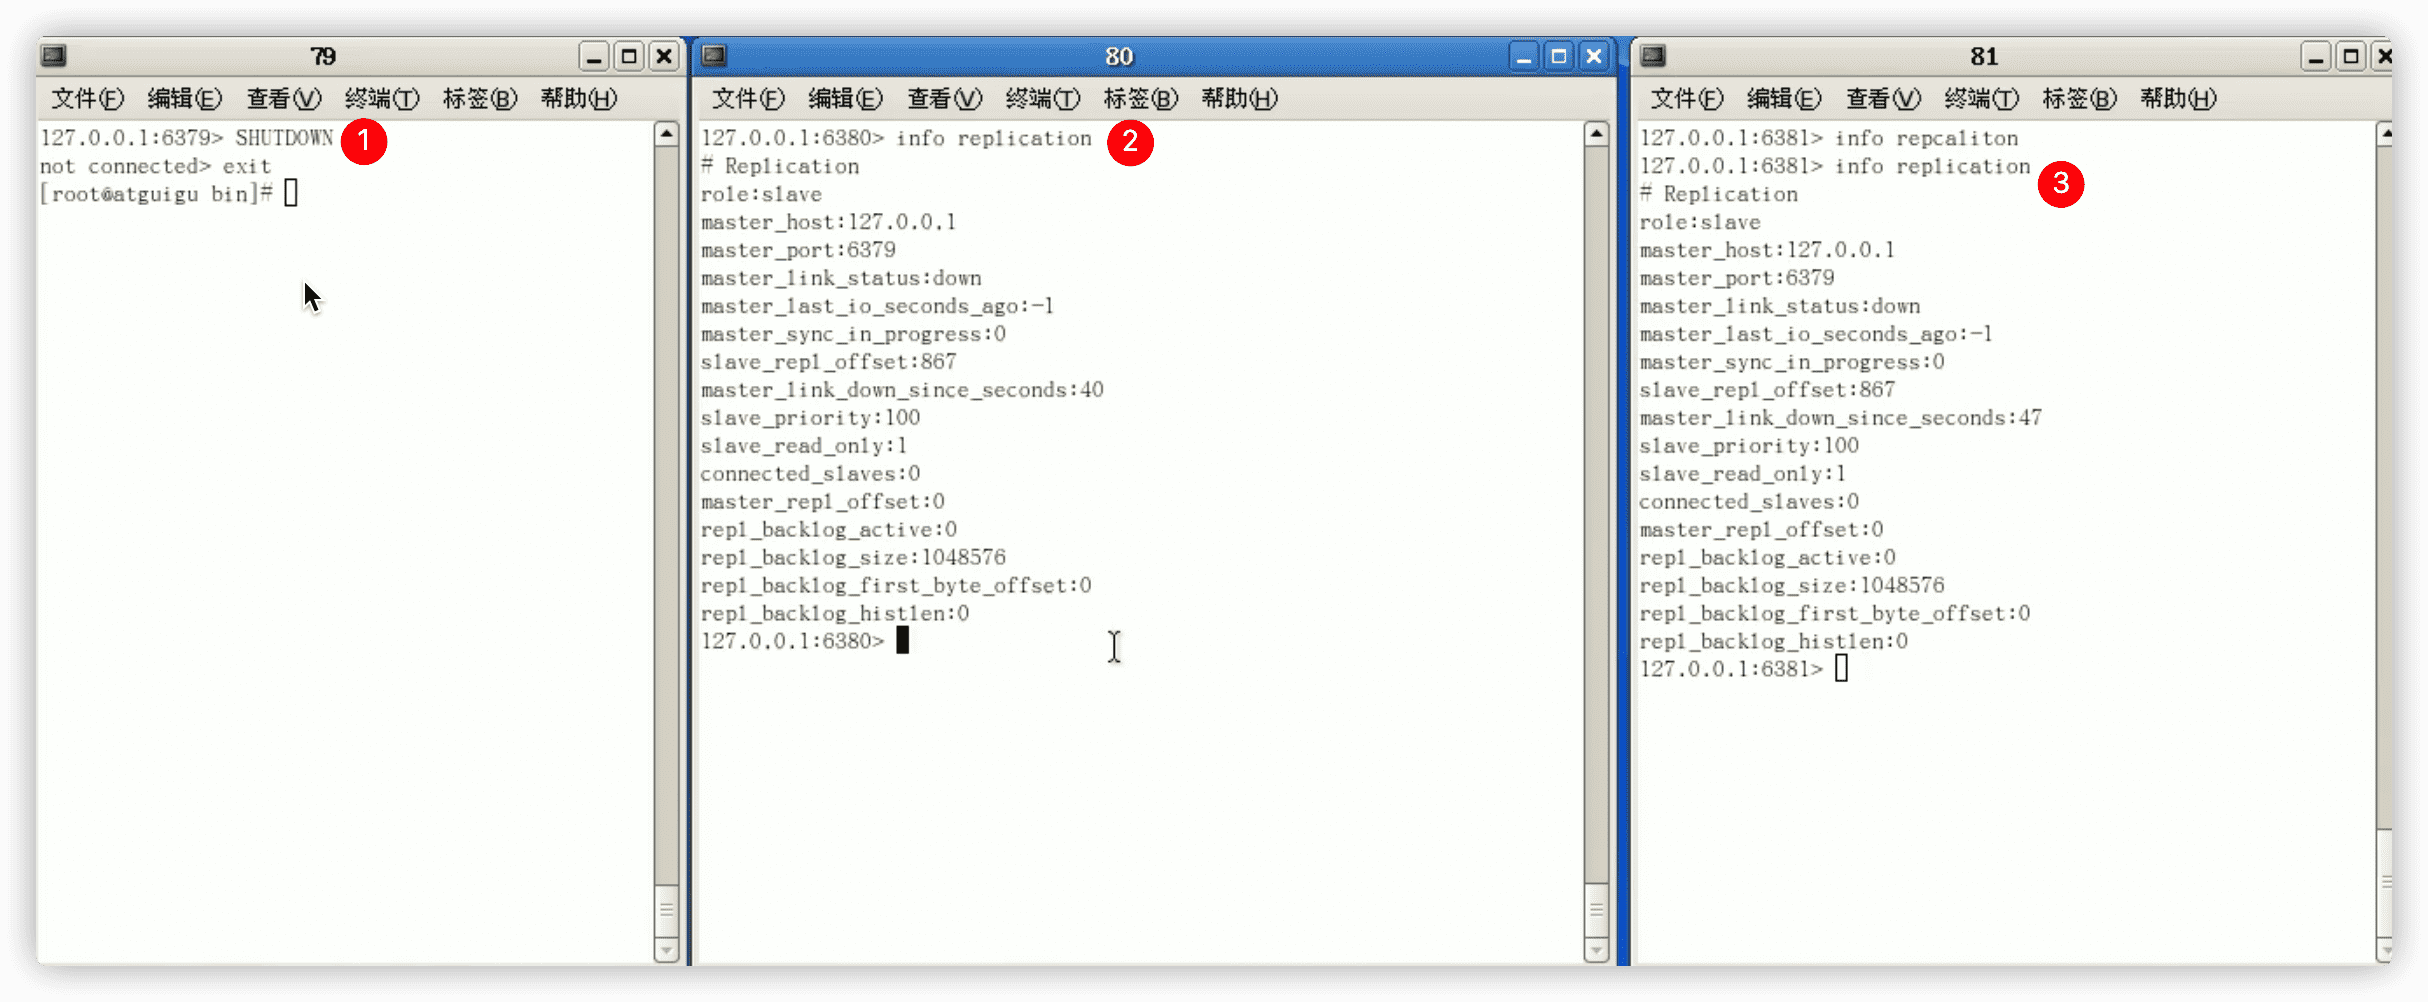 79
文件(F) 编辑(E) 查看(V) 终端(T) 标签(B) 帮助(H)
127.0.0.1:6379> SHUTDOWN
1
not connected> exit
[root@atguigu bin]#
80
文件(F) 编辑(E) 查看(V) 终端(T) 标签(B) 帮助(H)
127.0.0.1:6380> info replication
2
# Replication
role:slave
master_host:127.0.0.1
master_port:6379
master_link_status:down
master_last_io_seconds_ago:-1
master_sync_in_progress:0
slave_repl_offset:867
master_link_down_since_seconds:40
slave_priority:100
slave_read_only:1
connected_slaves:0
master_repl_offset:0
repl_backlog_active:0
repl_backlog_size:1048576
repl_backlog_first_byte_offset:0
repl_backlog_histlen:0
127.0.0.1:6380>
81
文件(F) 编辑(E) 查看(V) 终端(T) 标签(B) 帮助(H)
127.0.0.1:6381> info repcaliton
127.0.0.1:6381> info replication
3
# Replication
role:slave
master_host:127.0.0.1
master_port:6379
master_link_status:down
master_last_io_seconds_ago:-1
master_sync_in_progress:0
slave_repl_offset:867
master_link_down_since_seconds:47
slave_priority:100
slave_read_only:1
connected_slaves:0
master_repl_offset:0
repl_backlog_active:0
repl_backlog_size:1048576
repl_backlog_first_byte_offset:0
repl_backlog_histlen:0
127.0.0.1:6381>